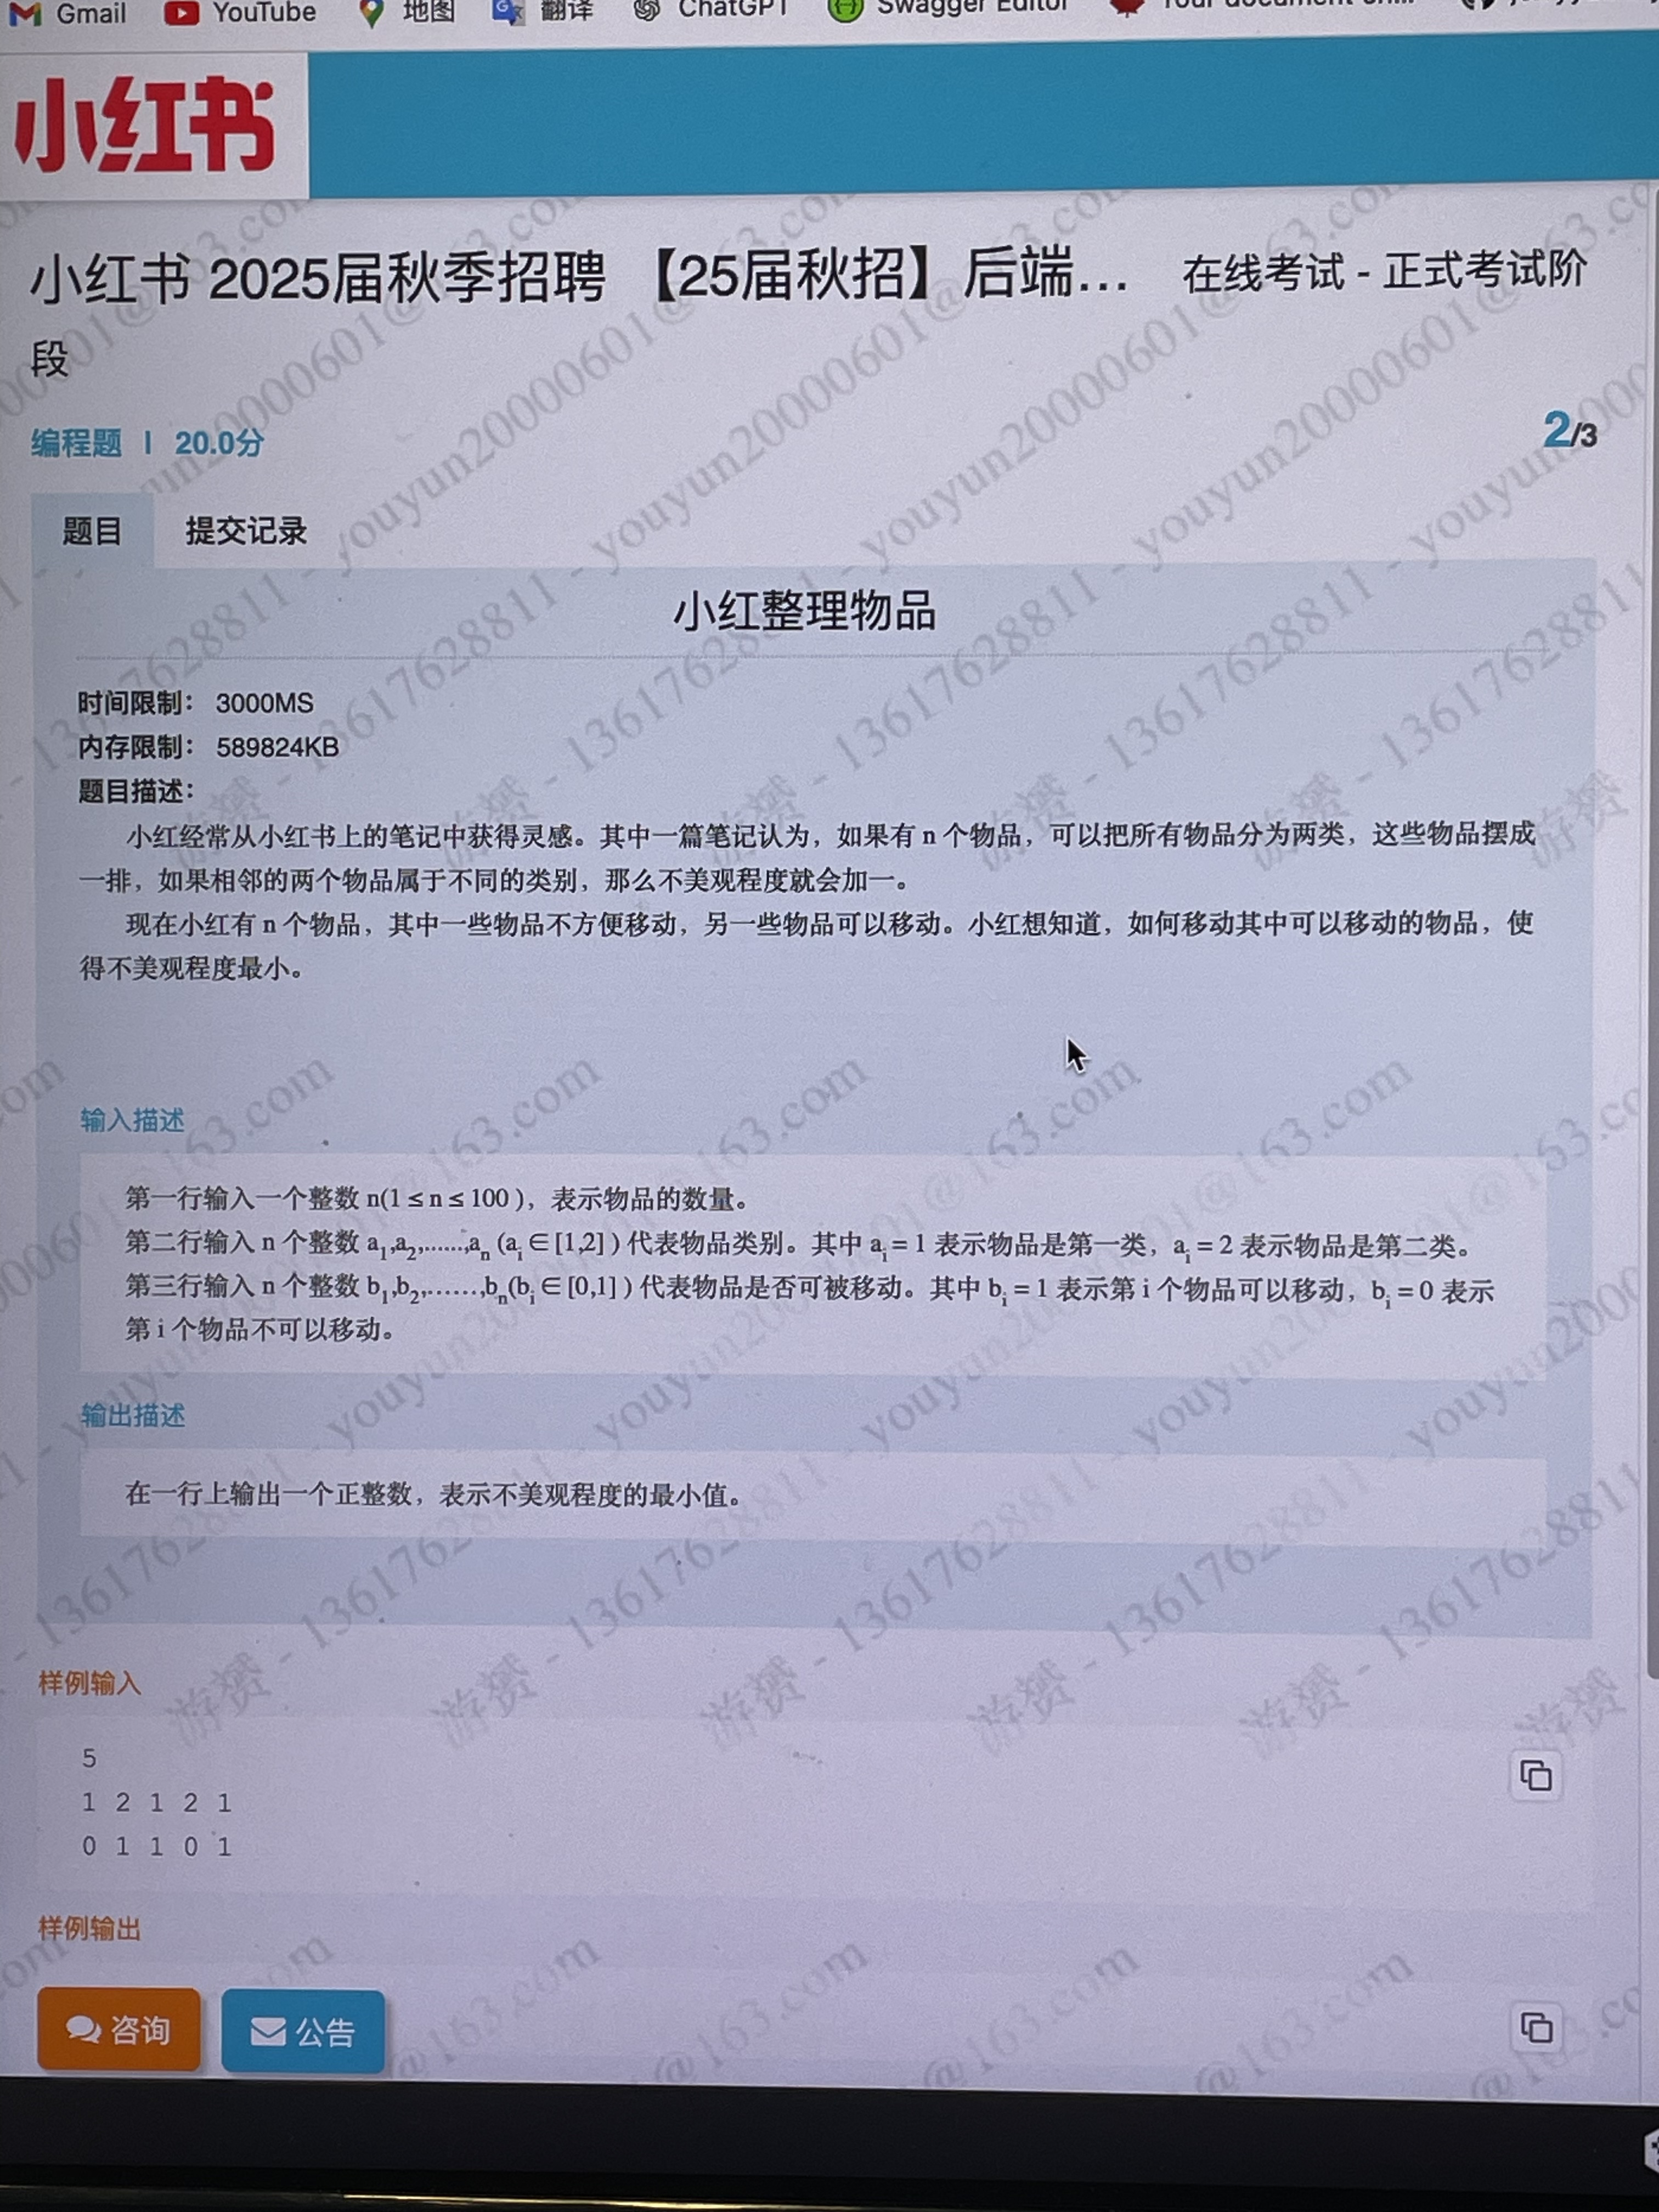 Gmail YouTube 地图 翻译 ChatGPT Swagger Editor
小红书
小红书 2025届秋季招聘 【25届秋招】后端... 在线考试 - 正式考试阶
段
编程题 | 20.0分 2/3
题目 提交记录
小红整理物品
时间限制： 3000MS
内存限制： 589824KB
题目描述：
小红经常从小红书上的笔记中获得灵感。其中一篇笔记认为，如果有 n 个物品，可以把所有物品分为两类，这些物品摆成
一排，如果相邻的两个物品属于不同的类别，那么不美观程度就会加一。
现在小红有 n 个物品，其中一些物品不方便移动，另一些物品可以移动。小红想知道，如何移动其中可以移动的物品，使
得不美观程度最小。
输入描述
第一行输入一个整数 n(1 ≤ n ≤ 100 )，表示物品的数量。
第二行输入 n 个整数 a1,a2,......,an (ai ∈ [1,2] ) 代表物品类别。其中 ai = 1 表示物品是第一类，ai = 2 表示物品是第二类。
第三行输入 n 个整数 b1,b2,......,bn(bi ∈ [0,1] ) 代表物品是否可被移动。其中 bi = 1 表示第 i 个物品可以移动，bi = 0 表示
第 i 个物品不可以移动。
输出描述
在一行上输出一个正整数，表示不美观程度的最小值。
样例输入
5
1 2 1 2 1
0 1 1 0 1
样例输出
咨询 公告
游赟 - 13617628811 - youyun20000601@163.com